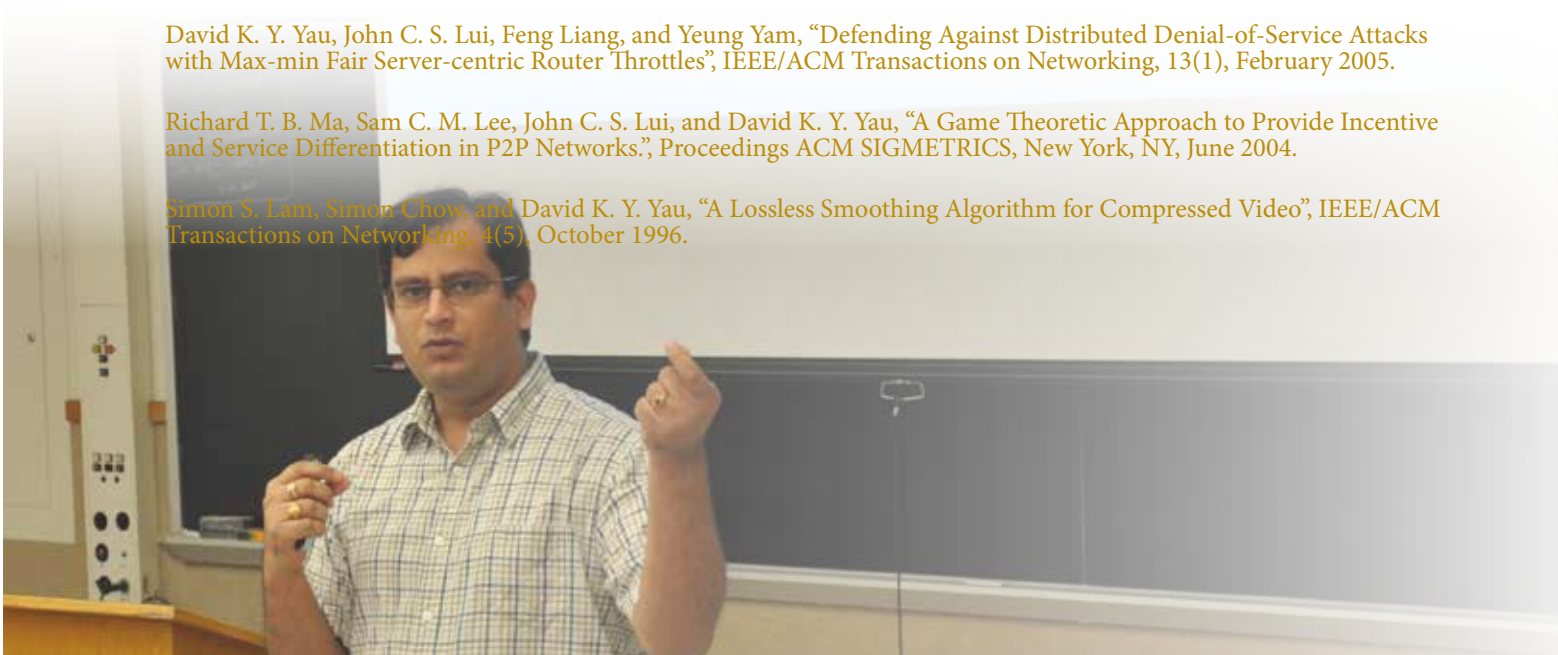 David K. Y. Yau, John C. S. Lui, Feng Liang, and Yeung Yam, “Defending Against Distributed Denial-of-Service Attacks
with Max-min Fair Server-centric Router Throttles”, IEEE/ACM Transactions on Networking, 13(1), February 2005.
Richard T. B. Ma, Sam C. M. Lee, John C. S. Lui, and David K. Y. Yau, “A Game Theoretic Approach to Provide Incentive
and Service Differentiation in P2P Networks.”, Proceedings ACM SIGMETRICS, New York, NY, June 2004.
Simon S. Lam, Simon Chow, and David K. Y. Yau, “A Lossless Smoothing Algorithm for Compressed Video”, IEEE/ACM
Transactions on Networking, 4(5), October 1996.